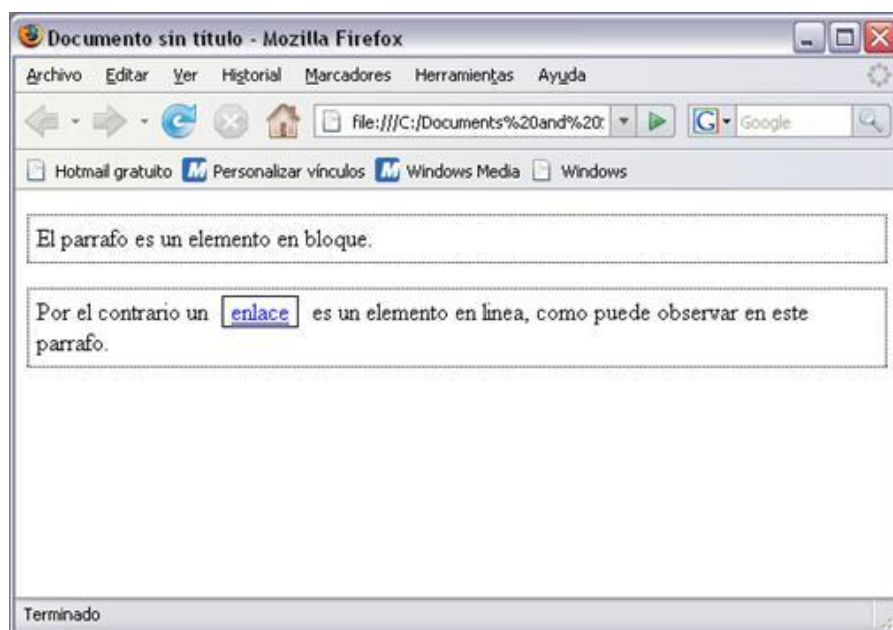 Documento sin título - Mozilla Firefox
Archivo Editar Ver Historial Marcadores Herramientas Ayuda
file:///C:/Documents%20and%20: G Google
Hotmail gratuito Personalizar vínculos Windows Media Windows
El parrafo es un elemento en bloque.
Por el contrario un enlace es un elemento en linea, como puede observar en este
parrafo.
Terminado